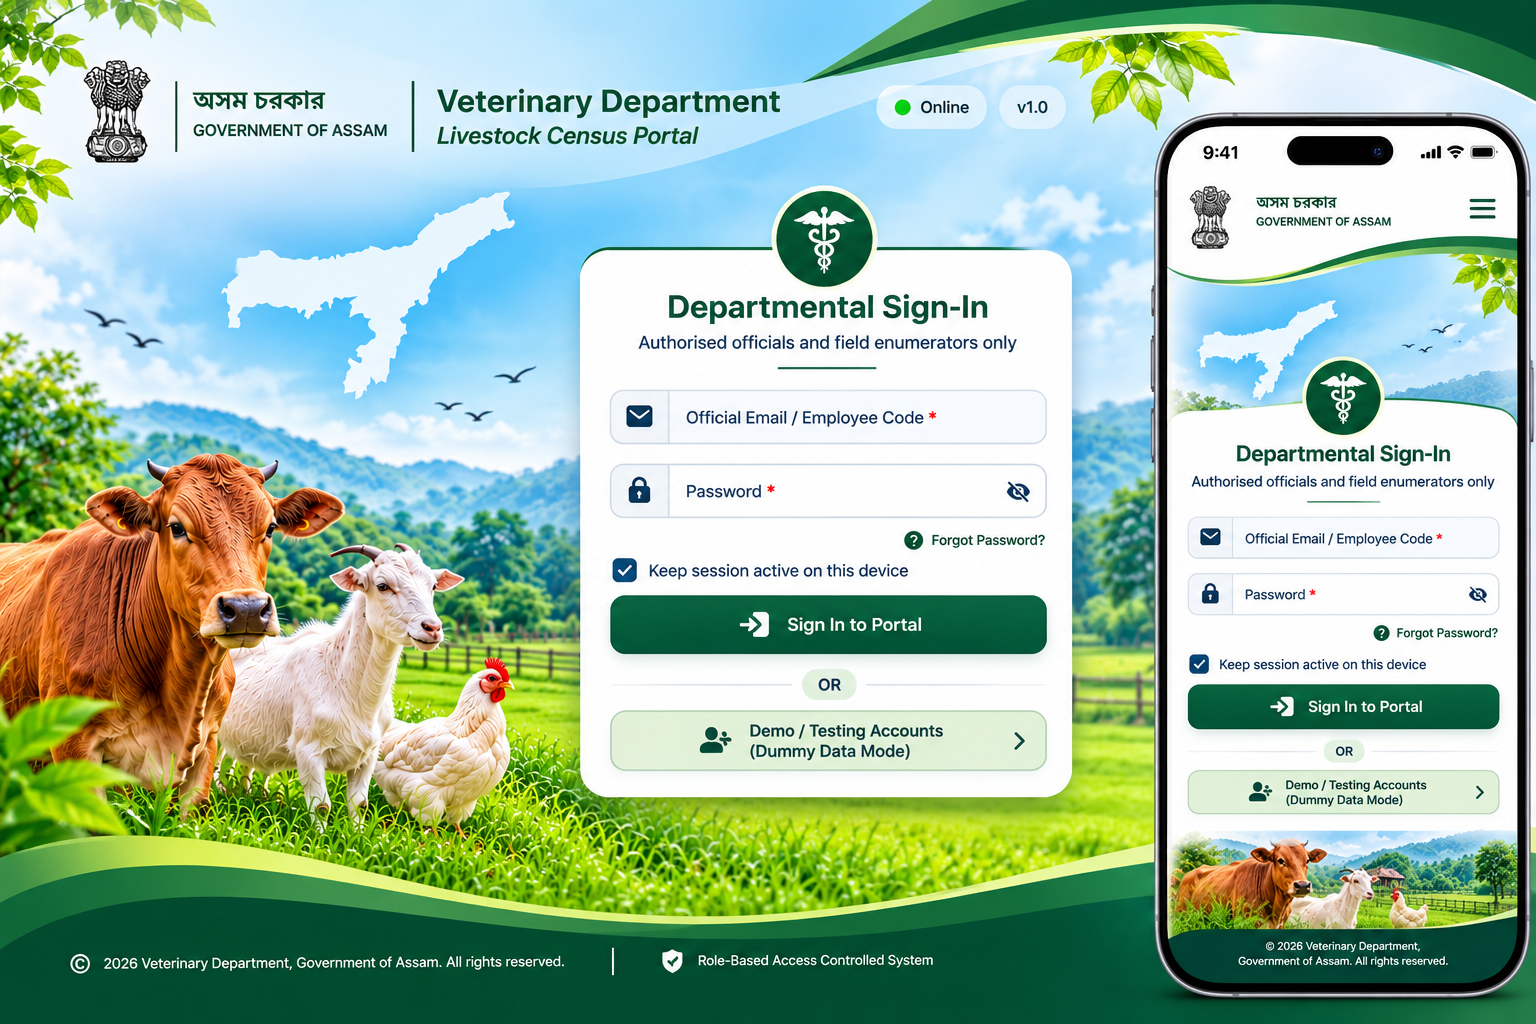 অসম চৰকাৰ
GOVERNMENT OF ASSAM
Veterinary Department
Livestock Census Portal
Online
v1.0
Departmental Sign-In
Authorised officials and field enumerators only
Official Email / Employee Code *
Password *
? Forgot Password?
Keep session active on this device
Sign In to Portal
OR
Demo / Testing Accounts
(Dummy Data Mode)
© 2026 Veterinary Department, Government of Assam. All rights reserved.
Role-Based Access Controlled System
9:41
অসম চৰকাৰ
GOVERNMENT OF ASSAM
Departmental Sign-In
Authorised officials and field enumerators only
Official Email / Employee Code *
Password *
? Forgot Password?
Keep session active on this device
Sign In to Portal
OR
Demo / Testing Accounts
(Dummy Data Mode)
© 2026 Veterinary Department,
Government of Assam. All rights reserved.